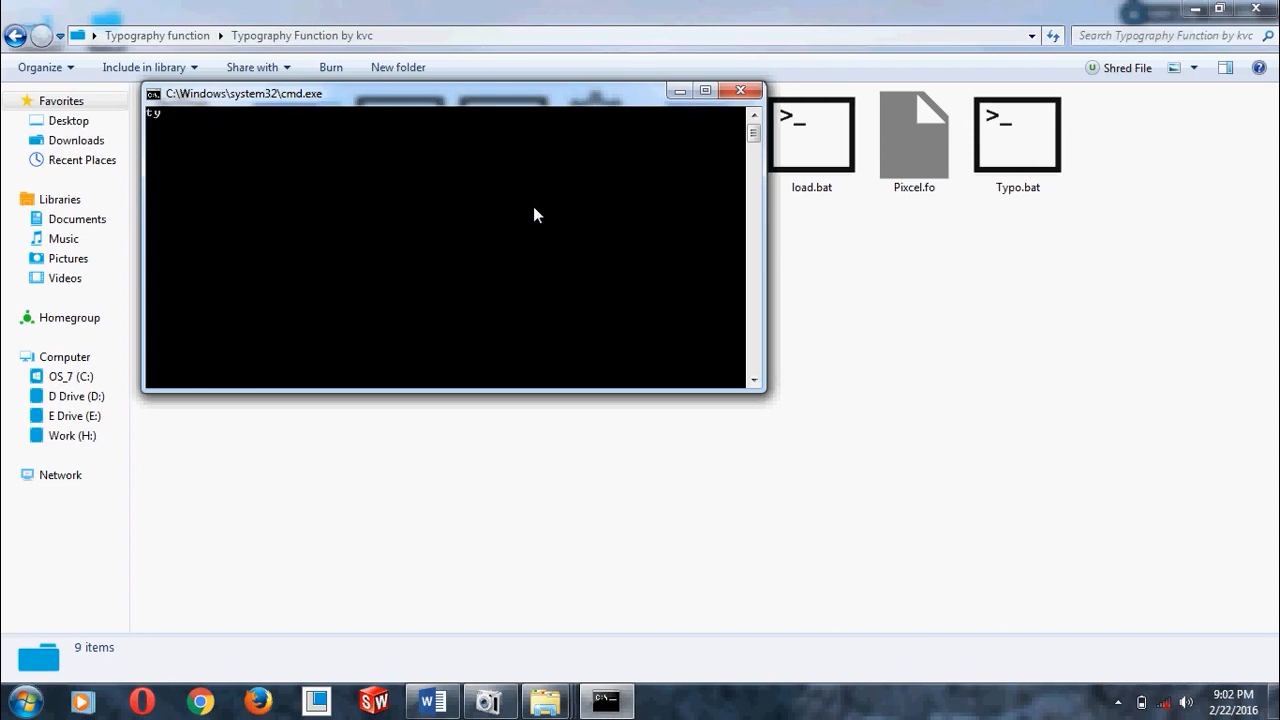 Typography function
Typography Function by kvc
Search Typography Function by kvc
Organize
Include in library
Share with
Burn
New folder
Shred File
C:\Windows\system32\cmd.exe
ty
Favorites
Desktop
Downloads
Recent Places
Libraries
Documents
Music
Pictures
Videos
Homegroup
Computer
OS_7 (C:)
D Drive (D:)
E Drive (E:)
Work (H:)
Network
>_
>_
load.bat
Pixcel.fo
Typo.bat
9 items
SW
W
C:\_
9:02 PM
2/22/2016